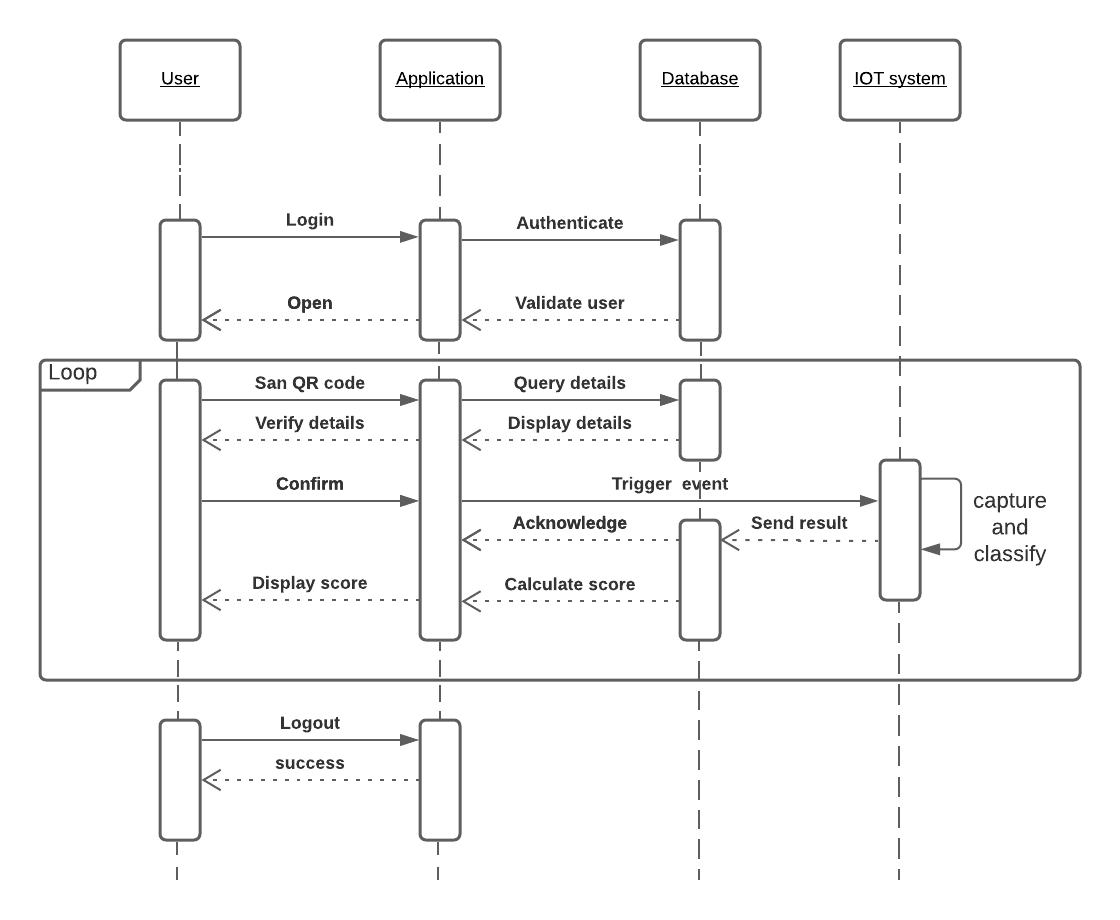 User
Application
Database
IOT system
Login
Authenticate
Open
Validate user
Loop
San QR code
Query details
Verify details
Display details
Confirm
Trigger event
capture
and
classify
Acknowledge
Send result
Display score
Calculate score
Logout
success